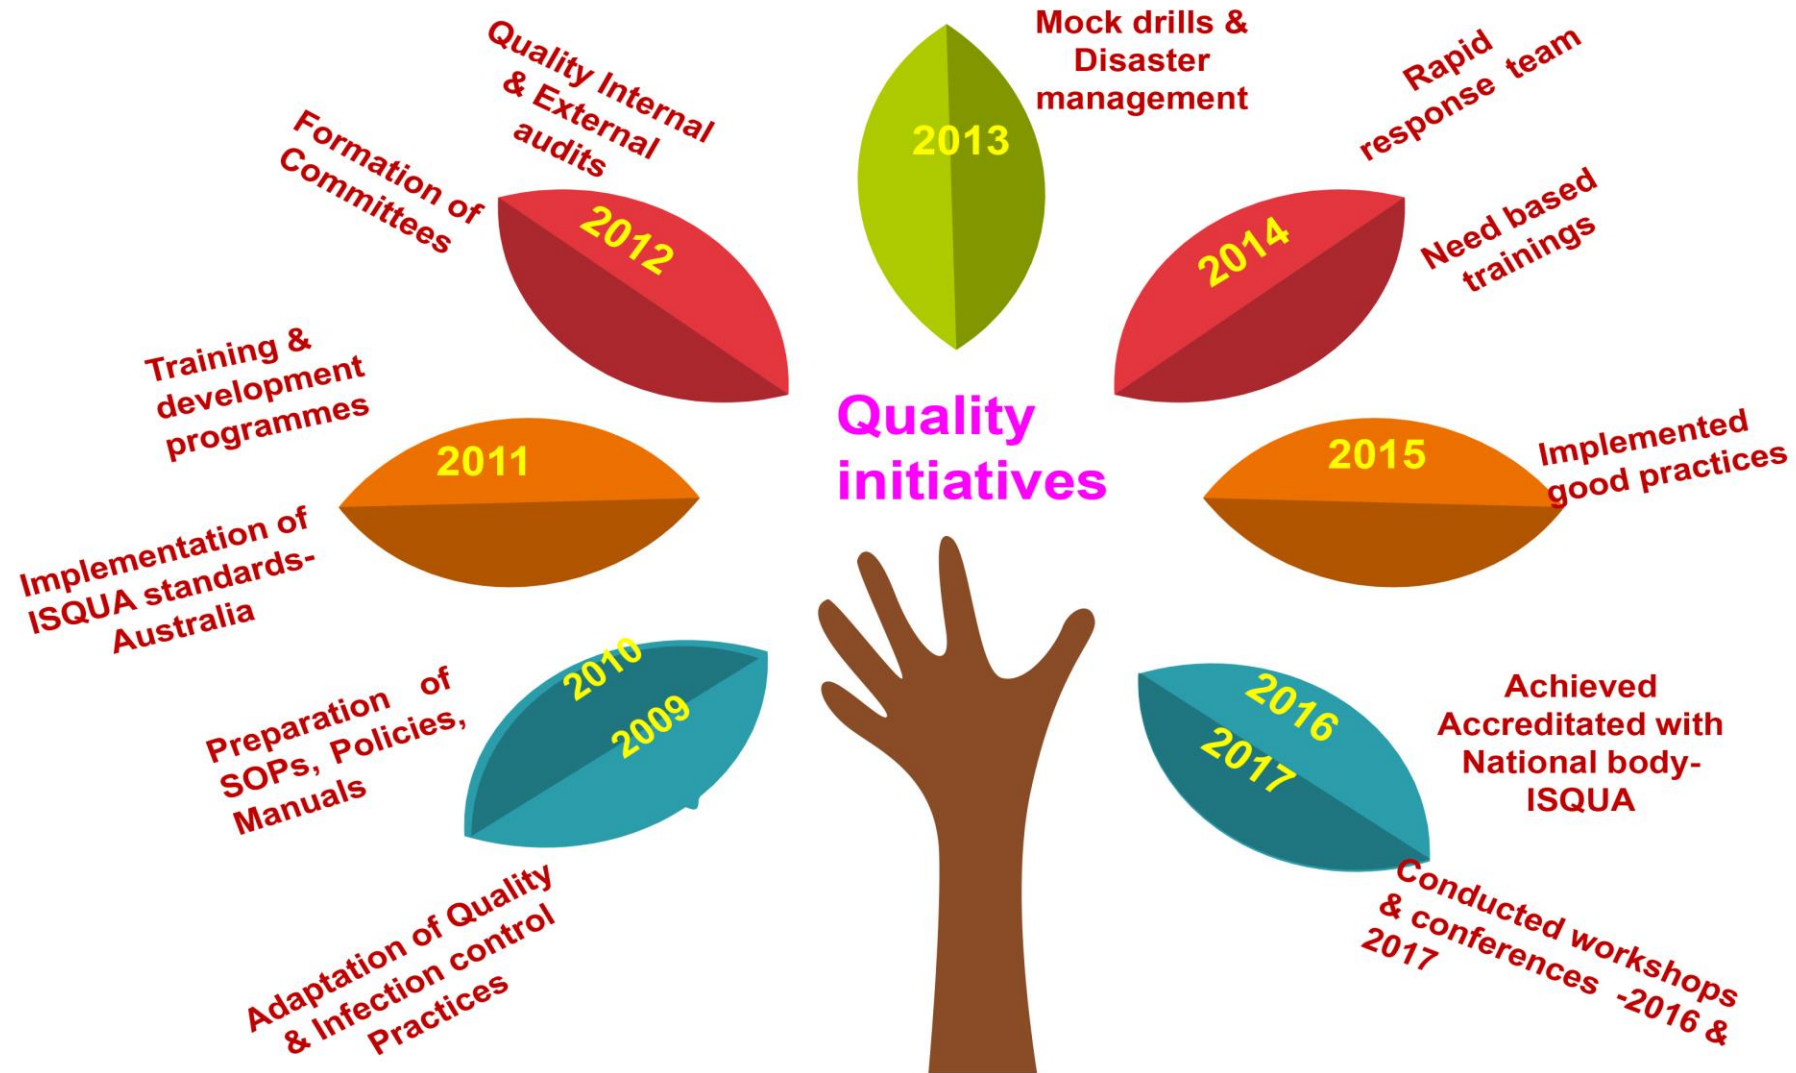 Quality
initiatives
2009
Adaptation of Quality
& Infection control
Practices
2010
Preparation of
SOPs, Policies,
Manuals
2011
Implementation of
ISQUA standards-
Australia
Training &
development
programmes
2012
Formation of
Committees
Quality Internal
& External
audits
2013
Mock drills &
Disaster
management
2014
Rapid
response team
Need based
trainings
2015
Implemented
good practices
2016
2017
Achieved
Accreditated with
National body-
ISQUA
Conducted workshops
& conferences -2016 &
2017